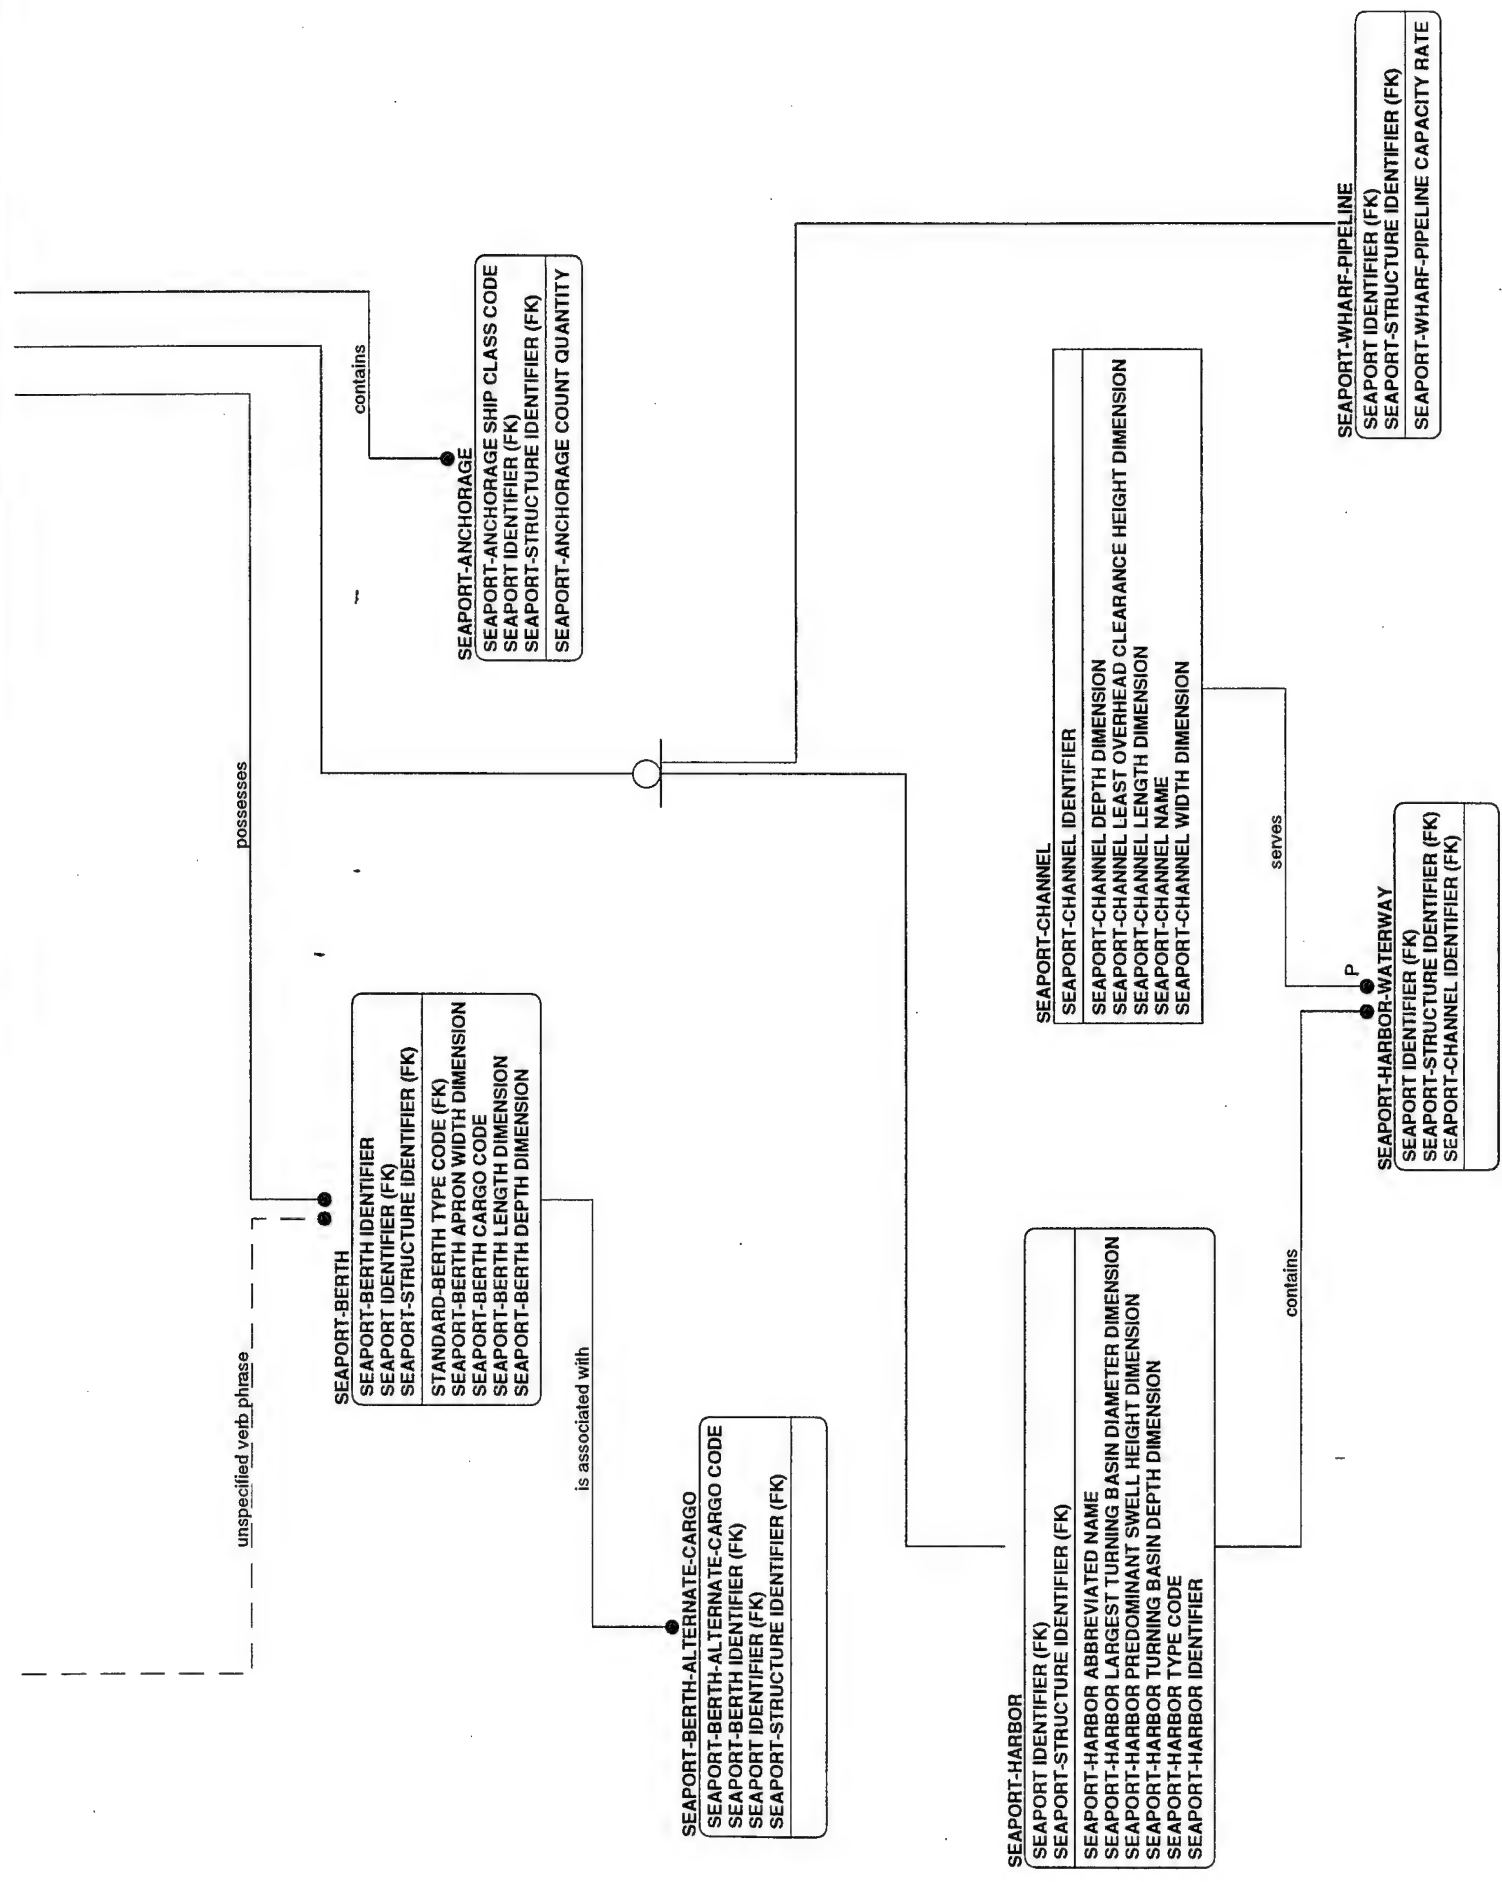 unspecified verb phrase
possesses
contains
SEAPORT-BERTH
SEAPORT-BERTH IDENTIFIER
SEAPORT IDENTIFIER (FK)
SEAPORT-STRUCTURE IDENTIFIER (FK)
STANDARD-BERTH TYPE CODE (FK)
SEAPORT-BERTH APRON WIDTH DIMENSION
SEAPORT-BERTH CARGO CODE
SEAPORT-BERTH LENGTH DIMENSION
SEAPORT-BERTH DEPTH DIMENSION
SEAPORT-ANCHORAGE
SEAPORT-ANCHORAGE SHIP CLASS CODE
SEAPORT IDENTIFIER (FK)
SEAPORT-STRUCTURE IDENTIFIER (FK)
SEAPORT-ANCHORAGE COUNT QUANTITY
is associated with
SEAPORT-BERTH-ALTERNATE-CARGO
SEAPORT-BERTH-ALTERNATE-CARGO CODE
SEAPORT-BERTH IDENTIFIER (FK)
SEAPORT IDENTIFIER (FK)
SEAPORT-STRUCTURE IDENTIFIER (FK)
SEAPORT-HARBOR
SEAPORT IDENTIFIER (FK)
SEAPORT-STRUCTURE IDENTIFIER (FK)
SEAPORT-HARBOR ABBREVIATED NAME
SEAPORT-HARBOR LARGEST TURNING BASIN DIAMETER DIMENSION
SEAPORT-HARBOR PREDOMINANT SWELL HEIGHT DIMENSION
SEAPORT-HARBOR TURNING BASIN DEPTH DIMENSION
SEAPORT-HARBOR TYPE CODE
SEAPORT-HARBOR IDENTIFIER
SEAPORT-CHANNEL
SEAPORT-CHANNEL IDENTIFIER
SEAPORT-CHANNEL DEPTH DIMENSION
SEAPORT-CHANNEL LEAST OVERHEAD CLEARANCE HEIGHT DIMENSION
SEAPORT-CHANNEL LENGTH DIMENSION
SEAPORT-CHANNEL NAME
SEAPORT-CHANNEL WIDTH DIMENSION
contains
serves
P
SEAPORT-HARBOR-WATERWAY
SEAPORT IDENTIFIER (FK)
SEAPORT-STRUCTURE IDENTIFIER (FK)
SEAPORT-CHANNEL IDENTIFIER (FK)
SEAPORT-WHARF-PIPELINE
SEAPORT IDENTIFIER (FK)
SEAPORT-STRUCTURE IDENTIFIER (FK)
SEAPORT-WHARF-PIPELINE CAPACITY RATE